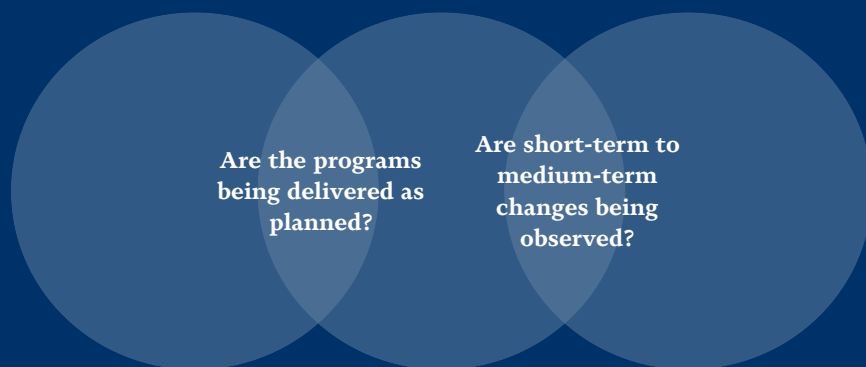 Are the programs
being delivered as
planned?
Are short-term to
medium-term
changes being
observed?